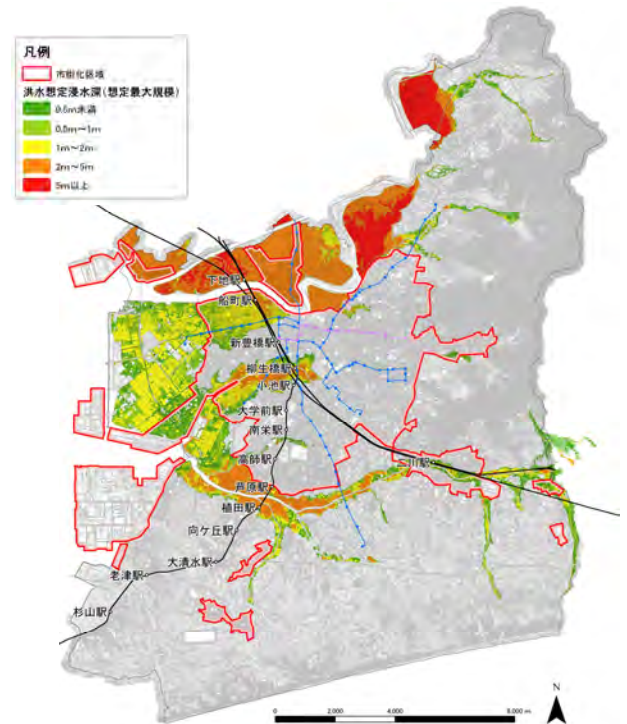 凡例
市街化区域
洪水想定浸水深(想定最大規模)
0.5m未満
0.5m～1m
1m～2m
2m～5m
5m以上
下地駅
船町駅
新豊橋駅
柳生橋駅
小池駅
大学前駅
南栄駅
高師駅
二川駅
芦原駅
植田駅
向ケ丘駅
大清水駅
老津駅
杉山駅
N
0 2,000 4,000 8,000 m